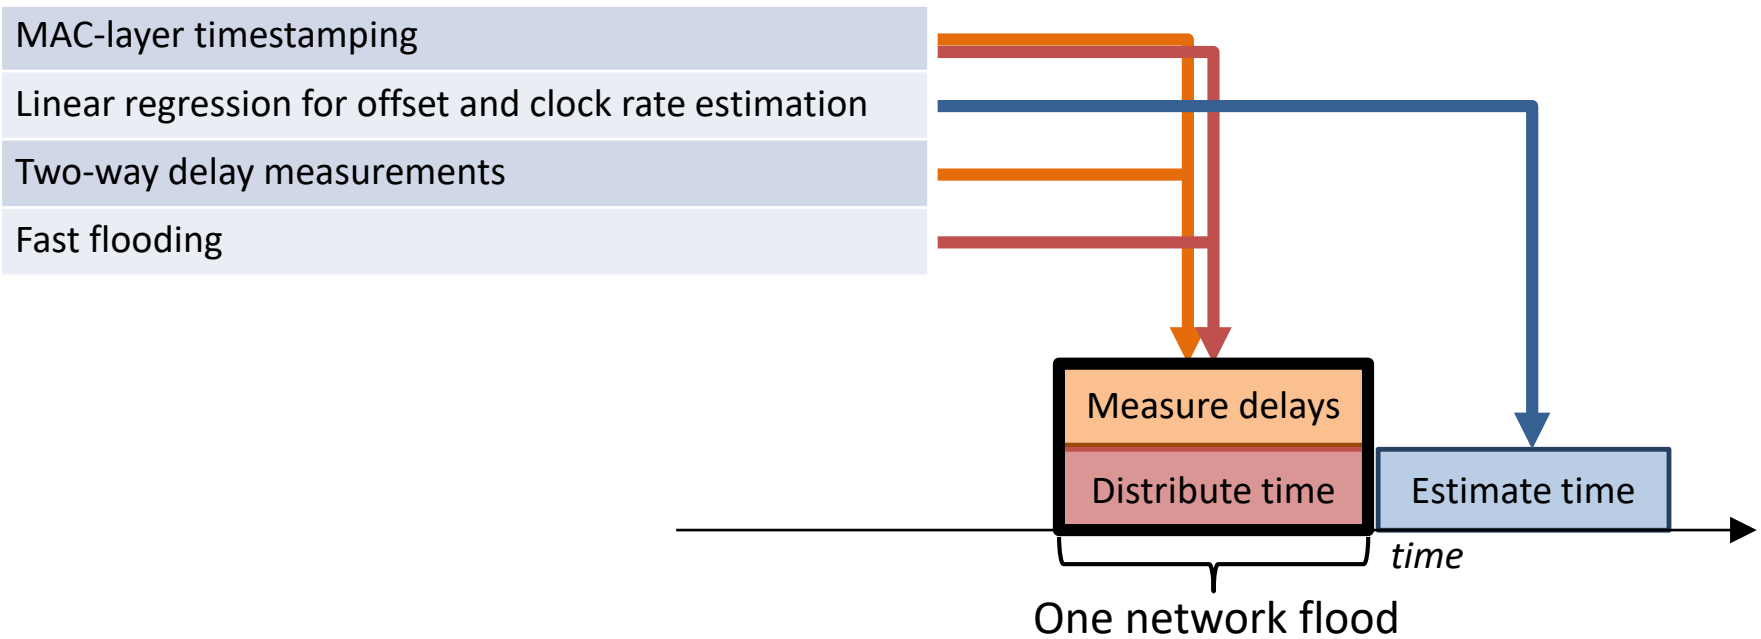 MAC-layer timestamping
Linear regression for offset and clock rate estimation
Two-way delay measurements
Fast flooding
Measure delays
Distribute time
Estimate time
time
One network flood